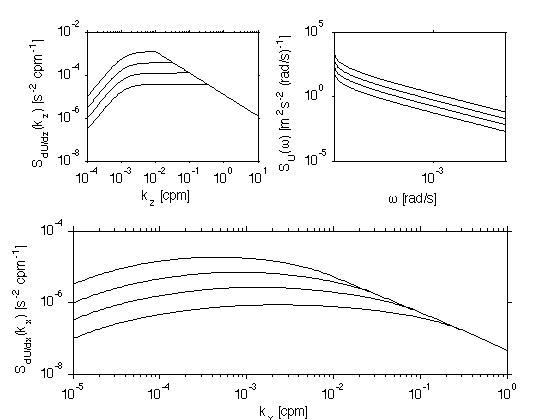 10^-2
10^-4
10^-6
10^-8
S_dU/dz(k_z) [s^-2 cpm^-1]
10^-4 10^-3 10^-2 10^-1 10^0 10^1
k_z [cpm]
10^5
10^0
10^-5
S_U(ω) [m^2s^-2 (rad/s)^-1]
10^-3
ω [rad/s]
10^-4
10^-6
10^-8
S_dU/dx(k_x) [s^-2 cpm^-1]
10^-5 10^-4 10^-3 10^-2 10^-1 10^0
k_x [cpm]